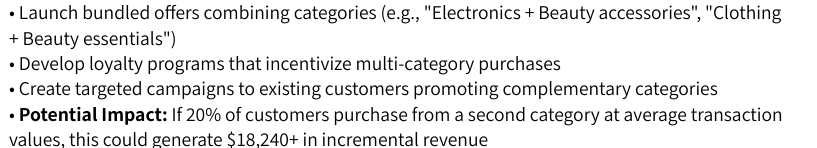 • Launch bundled offers combining categories (e.g., "Electronics + Beauty accessories", "Clothing
+ Beauty essentials")
• Develop loyalty programs that incentivize multi-category purchases
• Create targeted campaigns to existing customers promoting complementary categories
• Potential Impact: If 20% of customers purchase from a second category at average transaction
values, this could generate $18,240+ in incremental revenue